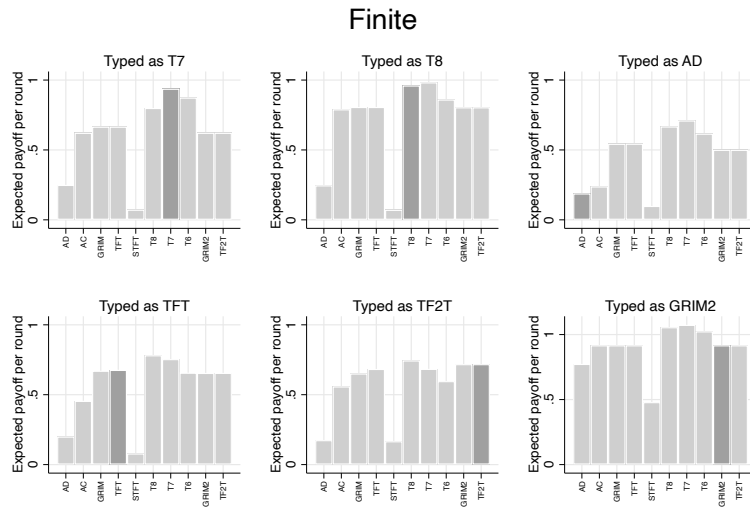 Finite
Typed as T7
Typed as T8
Typed as AD
Expected payoff per round
0
.5
1
AD
AC
GRIM
TFT
STFT
T8
T7
T6
GRIM2
TF2T
Expected payoff per round
0
.5
1
AD
AC
GRIM
TFT
STFT
T8
T7
T6
GRIM2
TF2T
Expected payoff per round
0
.5
1
AD
AC
GRIM
TFT
STFT
T8
T7
T6
GRIM2
TF2T
Typed as TFT
Typed as TF2T
Typed as GRIM2
Expected payoff per round
0
.5
1
AD
AC
GRIM
TFT
STFT
T8
T7
T6
GRIM2
TF2T
Expected payoff per round
0
.5
1
AD
AC
GRIM
TFT
STFT
T8
T7
T6
GRIM2
TF2T
Expected payoff per round
0
.5
1
AD
AC
GRIM
TFT
STFT
T8
T7
T6
GRIM2
TF2T